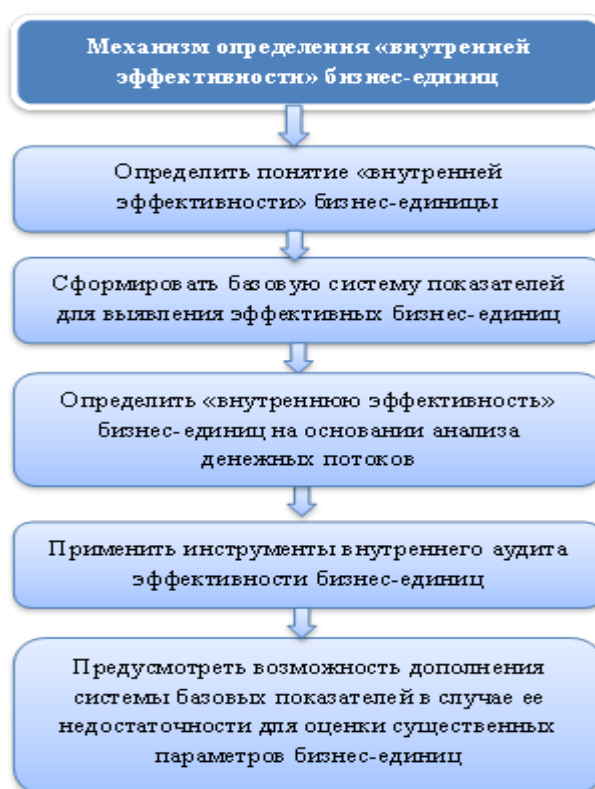 Механизм определения «внутренней
эффективности» бизнес-единиц
Определить понятие «внутренней
эффективности» бизнес-единицы
Сформировать базовую систему показателей
для выявления эффективных бизнес-единиц
Определить «внутреннюю эффективность»
бизнес-единиц на основании анализа
денежных потоков
Применить инструменты внутреннего аудита
эффективности бизнес-единиц
Предусмотреть возможность дополнения
системы базовых показателей в случае ее
недостаточности для оценки существенных
параметров бизнес-единиц